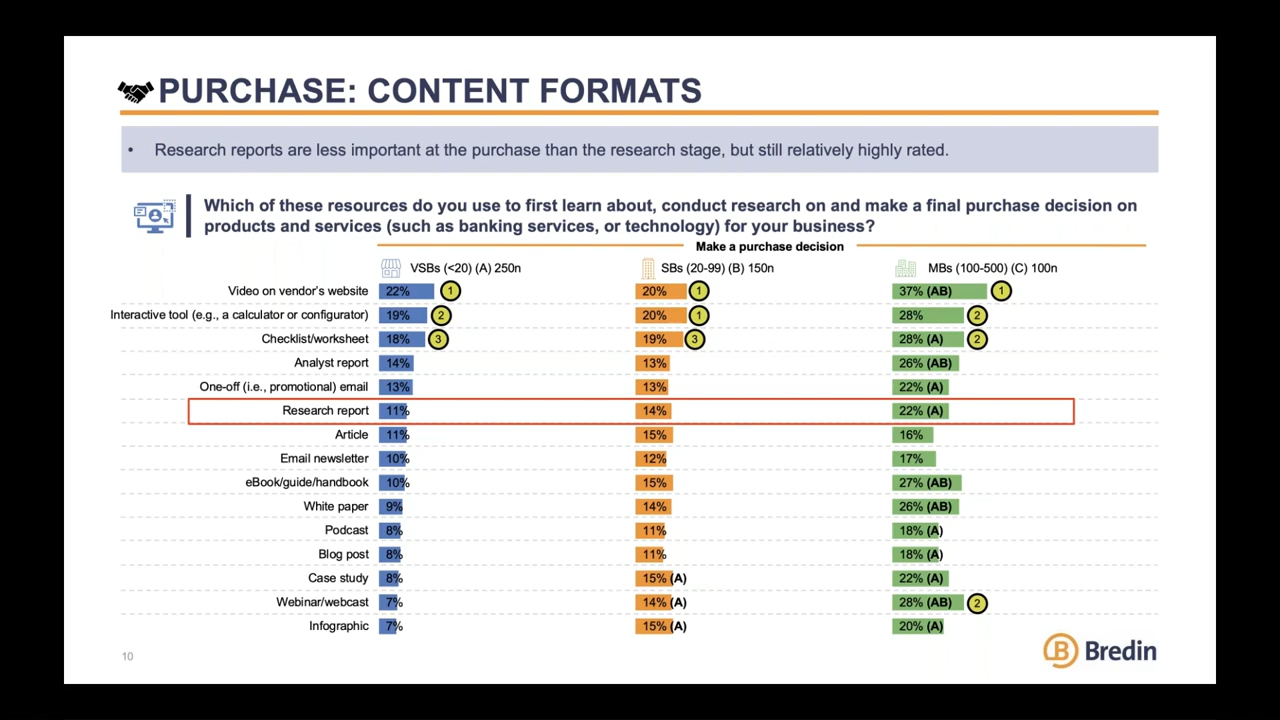 PURCHASE: CONTENT FORMATS
• Research reports are less important at the purchase than the research stage, but still relatively highly rated.
Which of these resources do you use to first learn about, conduct research on and make a final purchase decision on
products and services (such as banking services, or technology) for your business?
Make a purchase decision
VSBs (<20) (A) 250n SBs (20-99) (B) 150n MBs (100-500) (C) 100n
Video on vendor's website 22% 1 20% 1 37% (AB) 1
Interactive tool (e.g., a calculator or configurator) 19% 2 20% 1 28% 2
Checklist/worksheet 18% 3 19% 3 28% (A) 2
Analyst report 14% 13% 26% (AB)
One-off (i.e., promotional) email 13% 13% 22% (A)
Research report 11% 14% 22% (A)
Article 11% 15% 16%
Email newsletter 10% 12% 17%
eBook/guide/handbook 10% 15% 27% (AB)
White paper 9% 14% 26% (AB)
Podcast 8% 11% 18% (A)
Blog post 8% 11% 18% (A)
Case study 8% 15% (A) 22% (A)
Webinar/webcast 7% 14% (A) 28% (AB) 2
Infographic 7% 15% (A) 20% (A)
10
B Bredin